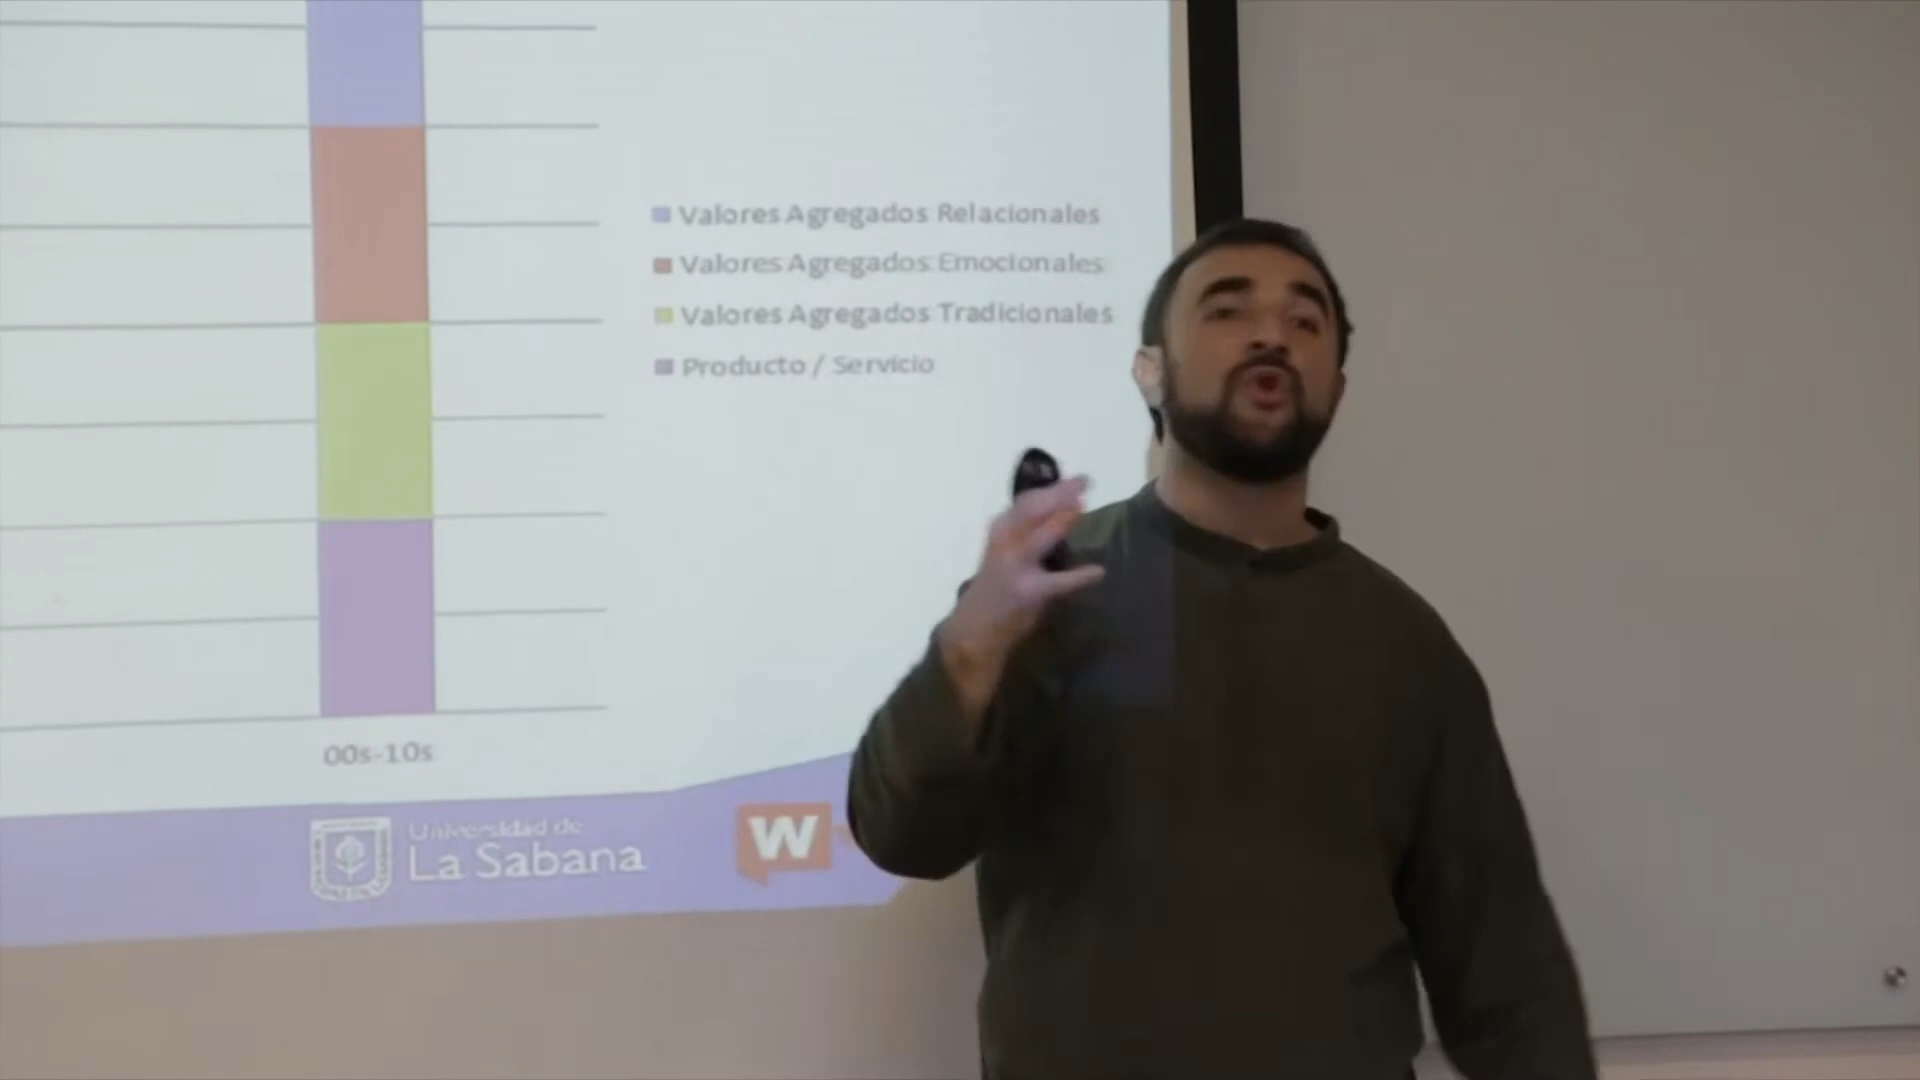 Valores Agregados Relacionales
Valores Agregados Emocionales
Valores Agregados Tradicionales
Producto / Servicio
00s-10s
Universidad de
La Sabana
W